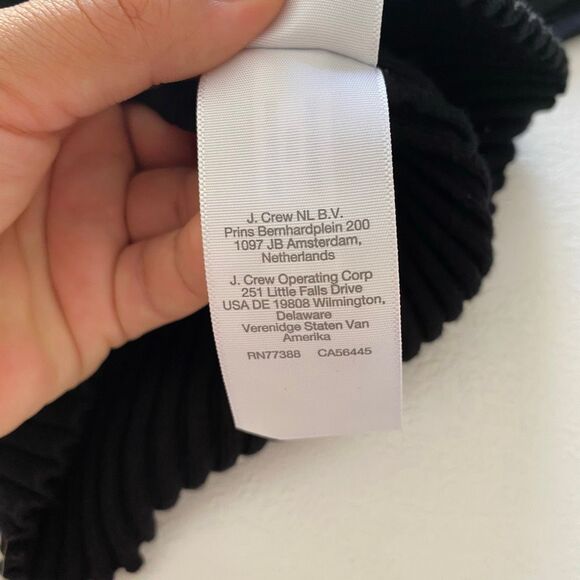 J. Crew NL B.V.
Prins Bernhardplein 200
1097 JB Amsterdam,
Netherlands
J. Crew Operating Corp
251 Little Falls Drive
USA DE 19808 Wilmington,
Delaware
Verenidge Staten Van
Amerika
RN77388 CA56445